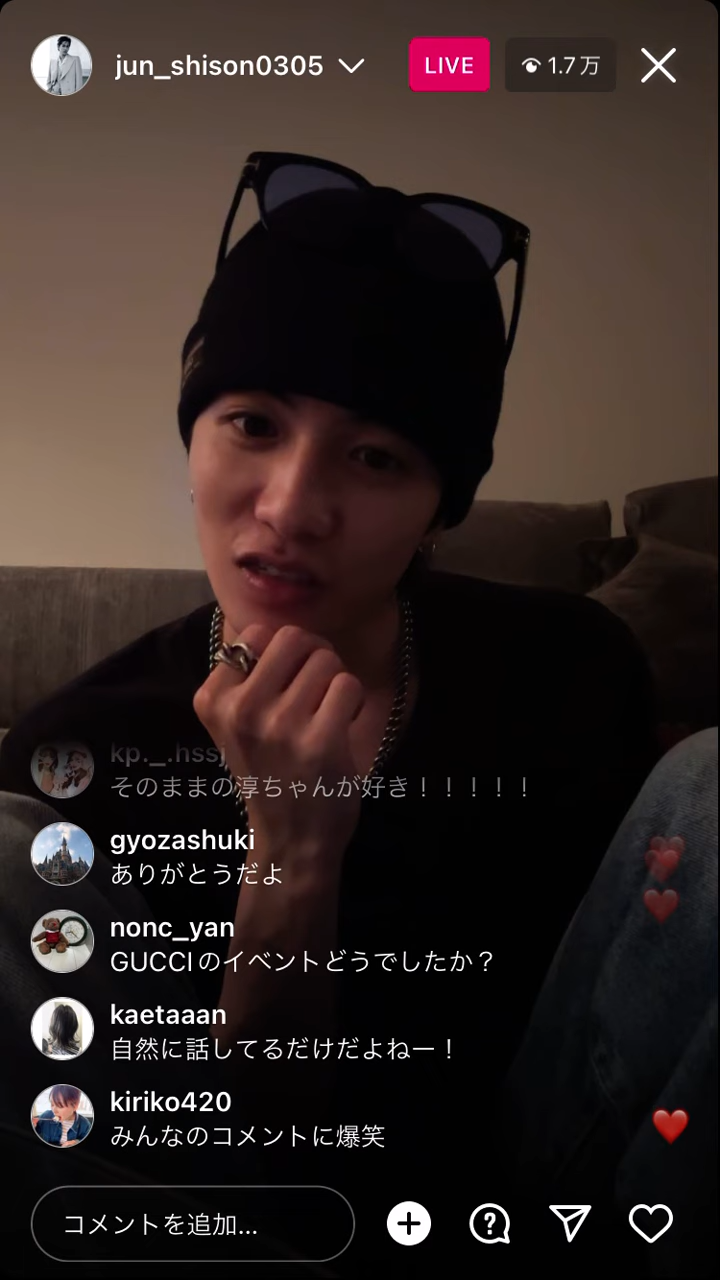 jun_shison0305
LIVE
1.7万
kp._.hssj
そのままの淳ちゃんが好き！！！！！
gyozashuki
ありがとうだよ
nonc_yan
GUCCIのイベントどうでしたか？
kaetaaan
自然に話してるだけだよねー！
kiriko420
みんなのコメントに爆笑
コメントを追加...